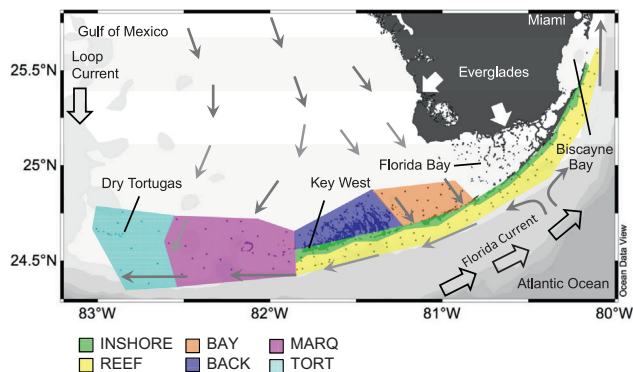 Miami
Gulf of Mexico
25.5°N
Loop
Current
Everglades
25°N
Florida Bay
Biscayne
Bay
Dry Tortugas
Key West
24.5°N
Florida Current
Atlantic Ocean
Ocean Data View
83°W
82°W
81°W
80°W
INSHORE
BAY
MARQ
REEF
BACK
TORT